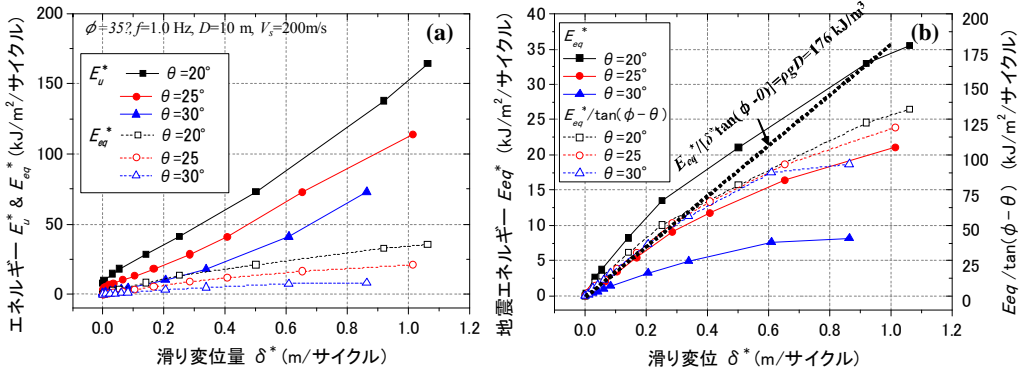 φ=35?, f=1.0 Hz, D=10 m, Vs=200m/s
(a)
Eu*
θ=20°
θ=25°
θ=30°
Eeq*
θ=20°
θ=25
θ=30°
200
150
100
50
0
0.0 0.2 0.4 0.6 0.8 1.0 1.2
エネルギー Eu* & Eeq* (kJ/m²/サイクル)
滑り変位量 δ* (m/サイクル)
(b)
Eeq*
θ=20°
θ=25°
θ=30°
Eeq*/tan(φ-θ)
θ=20°
θ=25
θ=30°
Eeq*/[δ*tan(φ-θ)]=ρgD=176 kJ/m³
40
35
30
25
20
15
10
5
0
200
175
150
125
100
75
50
25
0
0.0 0.2 0.4 0.6 0.8 1.0 1.2
地震エネルギー Eeq* (kJ/m²/サイクル)
Eeq/tan(φ-θ) (kJ/m²/サイクル)
滑り変位 δ* (m/サイクル)